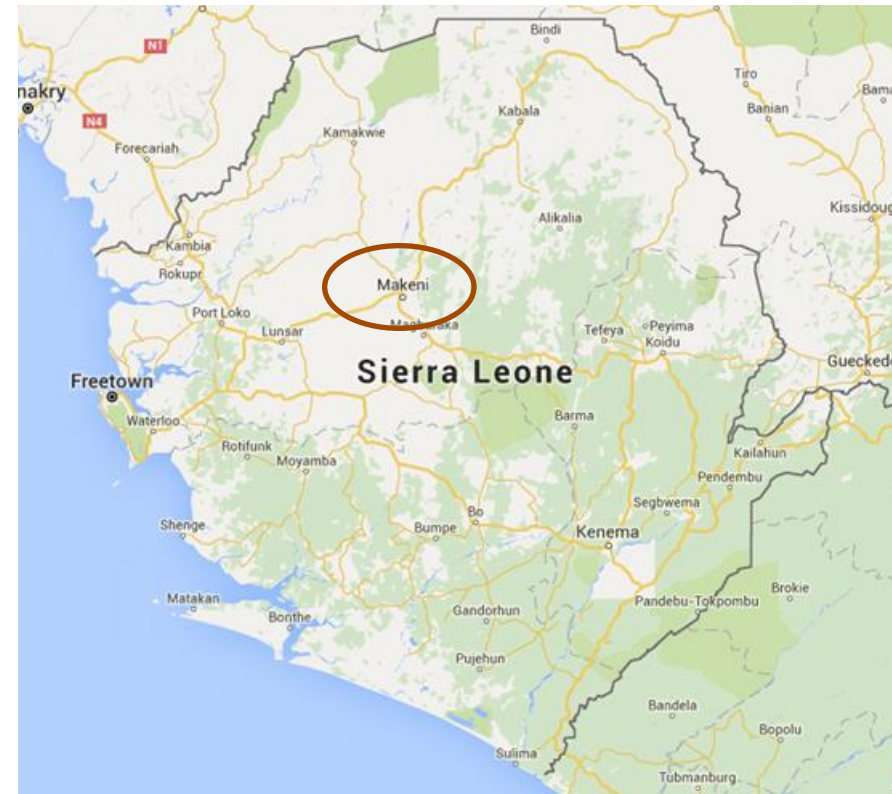 Bindi
N1
Tiro
nakry
Bama
Kabala
Banian
N4
Kamakwie
Forecariah
Kissidoug
Alikalia
Kambia
Rokupr
Makeni
Port Loko
Lunsar
Magburaka
Tefeya
Peyima
Koidu
Gueckedo
Sierra Leone
Freetown
Barma
Waterloo
Rotifunk
Moyamba
Kailahun
Pendembu
Segbwema
Shenge
Bumpe
Bo
Kenema
Matakan
Bonthe
Gandorhun
Pandebu-Tokpombu
Brokie
Pujehun
Bandela
Bopolu
Sulima
Tubmanburg